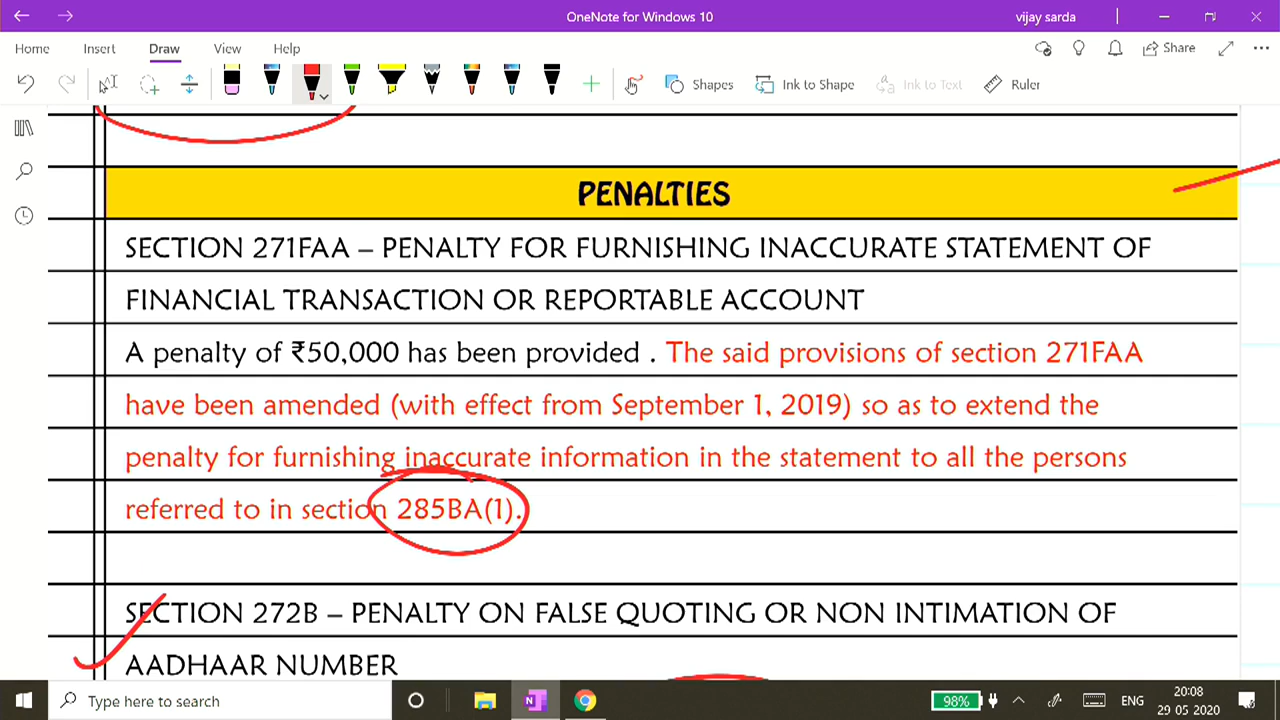 OneNote for Windows 10
vijay sarda
Home Insert Draw View Help
Share
Shapes Ink to Shape Ink to Text Ruler
PENALTIES
SECTION 271FAA – PENALTY FOR FURNISHING INACCURATE STATEMENT OF
FINANCIAL TRANSACTION OR REPORTABLE ACCOUNT
A penalty of ₹50,000 has been provided . The said provisions of section 271FAA
have been amended (with effect from September 1, 2019) so as to extend the
penalty for furnishing inaccurate information in the statement to all the persons
referred to in section 285BA(1).
SECTION 272B – PENALTY ON FALSE QUOTING OR NON INTIMATION OF
AADHAAR NUMBER
Type here to search
98%
ENG
20:08
29-05-2020